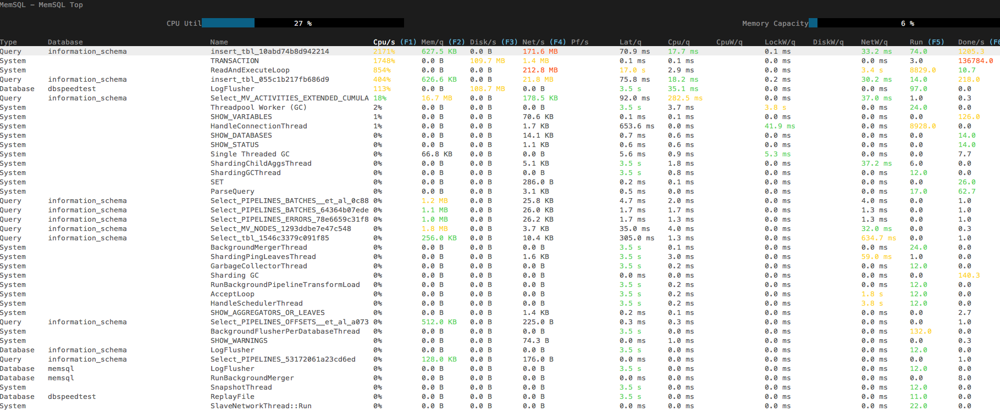 MemSQL - MemSQL Top
CPU Util 27 % Memory Capacity 6 %
Type Database Name Cpu/s (F1) Mem/q (F2) Disk/s (F3) Net/s (F4) Pf/s Lat/q Cpu/q CpuW/q LockW/q DiskW/q NetW/q Run (F5) Done/s (F6
Query information_schema insert_tbl_10abd74b8d942214 2171% 627.5 KB 0.0 B 171.6 MB 70.9 ms 17.7 ms 0.1 ms 33.2 ms 74.0 1205.3
System TRANSACTION 1748% 0.0 B 109.7 MB 1.4 MB 0.1 ms 0.1 ms 0.0 ms 0.0 ms 3.0 136784.0
System ReadAndExecuteLoop 854% 0.0 B 0.0 B 212.8 MB 17.0 s 2.9 ms 0.0 ms 3.4 s 8829.0 10.7
Query information_schema insert_tbl_055c1b217fb686d9 404% 626.6 KB 0.0 B 21.8 MB 75.8 ms 18.2 ms 0.2 ms 30.2 ms 14.0 218.0
Database dbspeedtest LogFlusher 113% 0.0 B 108.7 MB 0.0 B 3.5 s 35.1 ms 0.0 ms 0.0 ms 97.0 0.0
Query information_schema Select_MV_ACTIVITIES_EXTENDED_CUMULA 18% 16.7 MB 0.0 B 178.5 KB 92.0 ms 282.5 ms 0.0 ms 37.0 ms 1.0 0.3
System Threadpool Worker (GC) 2% 0.0 B 0.0 B 0.0 B 3.5 s 3.7 ms 3.8 s 0.0 ms 24.0 0.0
System SHOW_VARIABLES 1% 0.0 B 0.0 B 70.6 KB 0.1 ms 0.1 ms 0.0 ms 0.0 ms 0.0 126.0
System HandleConnectionThread 1% 0.0 B 0.0 B 1.7 KB 653.6 ms 0.0 ms 41.9 ms 0.0 ms 8928.0 0.0
System SHOW_DATABASES 0% 0.0 B 0.0 B 14.1 KB 0.7 ms 0.6 ms 0.0 ms 0.0 ms 0.0 14.0
System SHOW_STATUS 0% 0.0 B 0.0 B 1.1 KB 0.6 ms 0.6 ms 0.0 ms 0.0 ms 0.0 14.0
System Single Threaded GC 0% 66.8 KB 0.0 B 0.0 B 5.6 ms 0.9 ms 5.3 ms 0.0 ms 0.0 7.7
System ShardingChildAggsThread 0% 0.0 B 0.0 B 5.1 KB 3.5 s 1.8 ms 0.0 ms 37.2 ms 6.0 0.0
System ShardingGCThread 0% 0.0 B 0.0 B 0.0 B 3.5 s 0.8 ms 0.0 ms 0.0 ms 12.0 0.0
System SET 0% 0.0 B 0.0 B 286.0 B 0.2 ms 0.1 ms 0.0 ms 0.0 ms 0.0 26.0
System ParseQuery 0% 0.0 B 0.0 B 3.1 KB 0.5 ms 0.0 ms 0.0 ms 0.0 ms 17.0 62.7
Query information_schema Select_PIPELINES_BATCHES__et_al_0c88 0% 1.2 MB 0.0 B 25.8 KB 4.7 ms 2.0 ms 0.0 ms 4.0 ms 0.0 1.0
Query information_schema Select_PIPELINES_BATCHES_64364b07ede 0% 1.1 MB 0.0 B 26.0 KB 1.7 ms 1.7 ms 0.0 ms 1.3 ms 0.0 1.0
Query information_schema Select_PIPELINES_ERRORS_78e6659c31f8 0% 1.0 MB 0.0 B 26.2 KB 1.7 ms 1.3 ms 0.0 ms 1.3 ms 0.0 1.0
Query information_schema Select_MV_NODES_1293ddbe7e47c548 0% 1.8 MB 0.0 B 3.7 KB 35.0 ms 4.0 ms 0.0 ms 32.0 ms 0.0 0.3
Query information_schema Select_tbl_1546c3379c091f85 0% 256.0 KB 0.0 B 10.4 KB 305.0 ms 1.3 ms 0.0 ms 634.7 ms 0.0 1.0
System BackgroundMergerThread 0% 0.0 B 0.0 B 0.0 B 3.5 s 0.1 ms 0.0 ms 0.0 ms 24.0 0.0
System ShardingPingLeavesThread 0% 0.0 B 0.0 B 1.6 KB 3.5 s 3.0 ms 0.0 ms 59.0 ms 1.0 0.0
System GarbageCollectorThread 0% 0.0 B 0.0 B 0.0 B 3.5 s 0.2 ms 0.0 ms 0.0 ms 12.0 0.0
System Sharding GC 0% 0.0 B 0.0 B 0.0 B 0.0 ms 0.0 ms 0.0 ms 0.0 ms 0.0 140.3
System RunBackgroundPipelineTransformLoad 0% 0.0 B 0.0 B 0.0 B 3.5 s 0.2 ms 0.0 ms 0.0 ms 12.0 0.0
System AcceptLoop 0% 0.0 B 0.0 B 0.0 B 3.5 s 0.2 ms 0.0 ms 1.8 s 12.0 0.0
System HandleSchedulerThread 0% 0.0 B 0.0 B 0.0 B 3.5 s 0.2 ms 0.0 ms 3.8 s 12.0 0.0
System SHOW_AGGREGATORS_OR_LEAVES 0% 0.0 B 0.0 B 1.4 KB 0.2 ms 0.1 ms 0.0 ms 0.0 ms 0.0 2.7
Query information_schema Select_PIPELINES_OFFSETS__et_al_a073 0% 512.0 KB 0.0 B 225.0 B 0.3 ms 0.3 ms 0.0 ms 0.0 ms 0.0 1.0
System BackgroundFlusherPerDatabaseThread 0% 0.0 B 0.0 B 0.0 B 3.5 s 0.0 ms 0.0 ms 0.0 ms 132.0 0.0
System SHOW_WARNINGS 0% 0.0 B 0.0 B 74.3 B 0.0 ms 1.0 ms 0.0 ms 0.0 ms 0.0 0.3
Database information_schema LogFlusher 0% 0.0 B 0.0 B 0.0 B 3.5 s 0.0 ms 0.0 ms 0.0 ms 12.0 0.0
Query information_schema Select_PIPELINES_53172061a23cd6ed 0% 128.0 KB 0.0 B 176.0 B 0.0 ms 0.0 ms 0.0 ms 0.0 ms 0.0 1.0
Database memsql LogFlusher 0% 0.0 B 0.0 B 0.0 B 3.5 s 0.0 ms 0.0 ms 0.0 ms 12.0 0.0
Database memsql RunBackgroundMerger 0% 0.0 B 0.0 B 0.0 B 0.0 ms 0.0 ms 0.0 ms 0.0 ms 0.0 8.0
System SnapshotThread 0% 0.0 B 0.0 B 0.0 B 3.5 s 0.0 ms 0.0 ms 0.0 ms 12.0 0.0
Database dbspeedtest ReplayFile 0% 0.0 B 0.0 B 0.0 B 3.5 s 0.0 ms 0.0 ms 0.0 ms 11.0 0.0
System SlaveNetworkThread::Run 0% 0.0 B 0.0 B 0.0 B 0.0 ms 0.0 ms 0.0 ms 0.0 ms 22.0 0.0